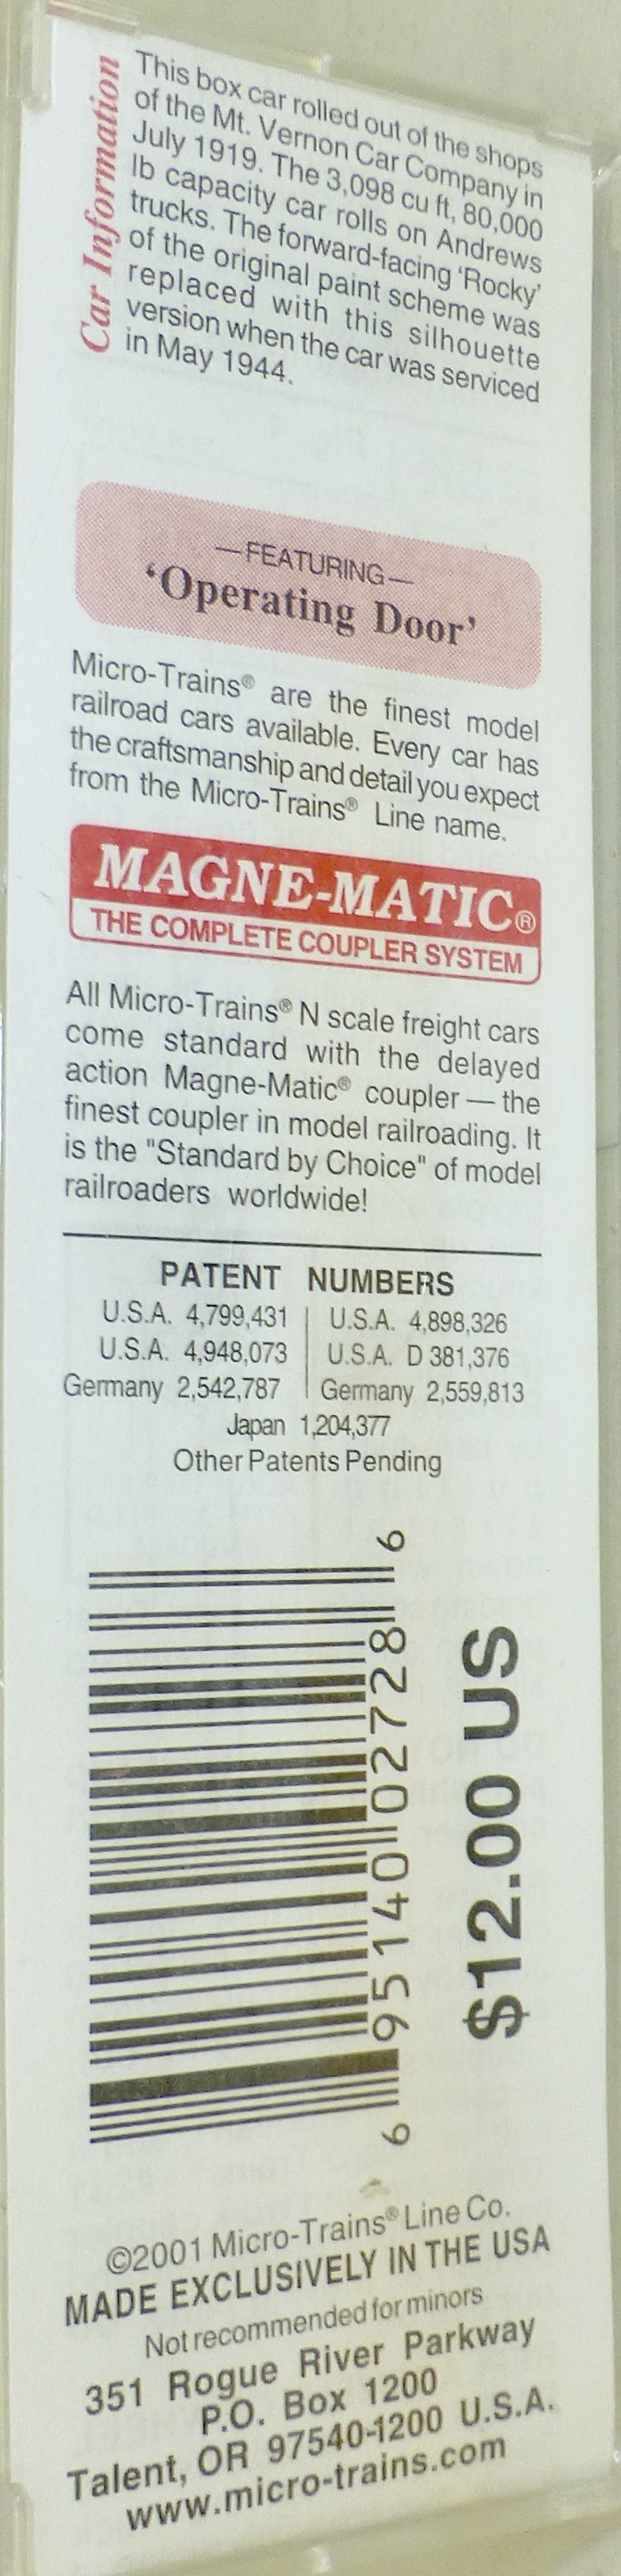 Car Information
This box car rolled out of the shops
of the Mt. Vernon Car Company in
July 1919. The 3,098 cu ft, 80,000
lb capacity car rolls on Andrews
trucks. The forward-facing 'Rocky'
of the original paint scheme was
replaced with this silhouette
version when the car was serviced
in May 1944.
—FEATURING—
'Operating Door'
Micro-Trains® are the finest model
railroad cars available. Every car has
the craftsmanship and detail you expect
from the Micro-Trains® Line name.
MAGNE-MATIC®
THE COMPLETE COUPLER SYSTEM
All Micro-Trains® N scale freight cars
come standard with the delayed
action Magne-Matic® coupler — the
finest coupler in model railroading. It
is the "Standard by Choice" of model
railroaders worldwide!
PATENT NUMBERS
U.S.A. 4,799,431 U.S.A. 4,898,326
U.S.A. 4,948,073 U.S.A. D 381,376
Germany 2,542,787 Germany 2,559,813
Japan 1,204,377
Other Patents Pending
6 95140 02728 6
$12.00 US
©2001 Micro-Trains® Line Co.
MADE EXCLUSIVELY IN THE USA
Not recommended for minors
351 Rogue River Parkway
P.O. Box 1200
Talent, OR 97540-1200 U.S.A.
www.micro-trains.com